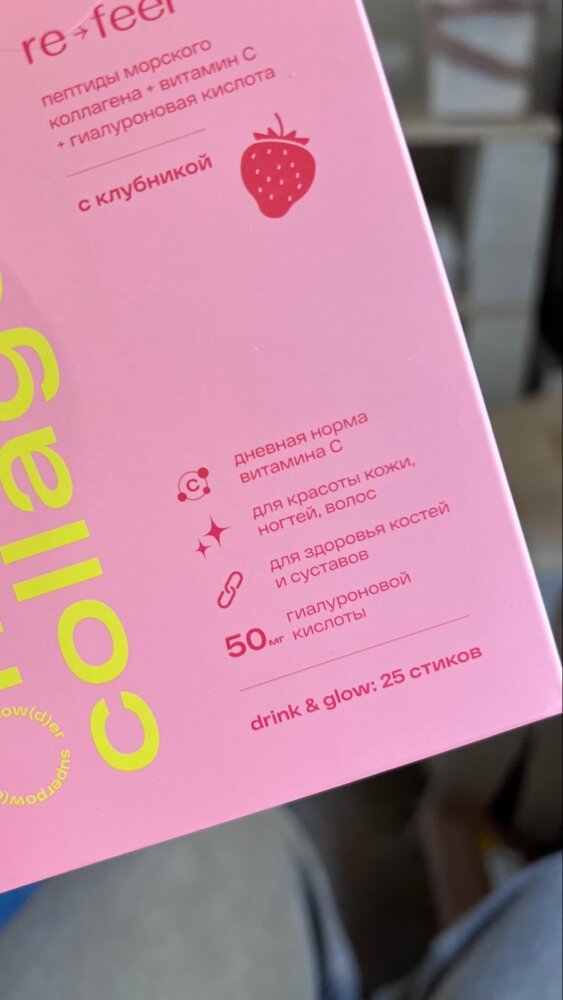 re→feel
пептиды морского
коллагена + витамин С
+ гиалуроновая кислота
с клубникой
дневная норма
витамина С
для красоты кожи,
ногтей, волос
для здоровья костей
и суставов
50мг гиалуроновой
кислоты
drink & glow: 25 стиков
C
superpow(d)er